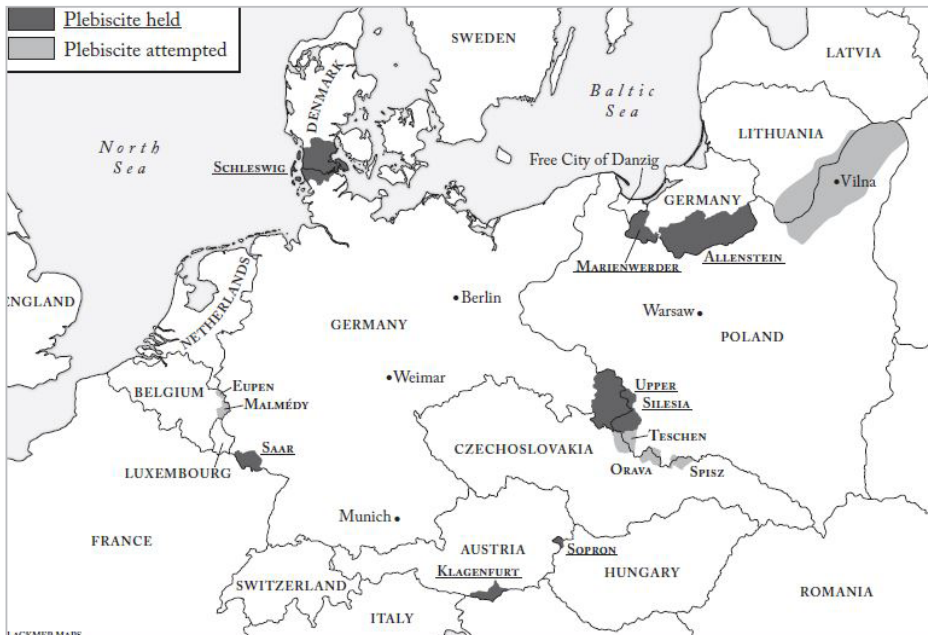 Plebiscite held
Plebiscite attempted
SWEDEN
LATVIA
DENMARK
Baltic
Sea
North
Sea
LITHUANIA
SCHLESWIG
Free City of Danzig
Vilna
GERMANY
MARIENWERDER
ALLENSTEIN
ENGLAND
NETHERLANDS
Berlin
Warsaw
GERMANY
POLAND
Weimar
BELGIUM
EUPEN
MALMÉDY
UPPER
SILESIA
TESCHEN
CZECHOSLOVAKIA
SAAR
LUXEMBOURG
ORAVA
SPISZ
Munich
FRANCE
AUSTRIA
SOPRON
KLAGENFURT
HUNGARY
SWITZERLAND
ROMANIA
ITALY